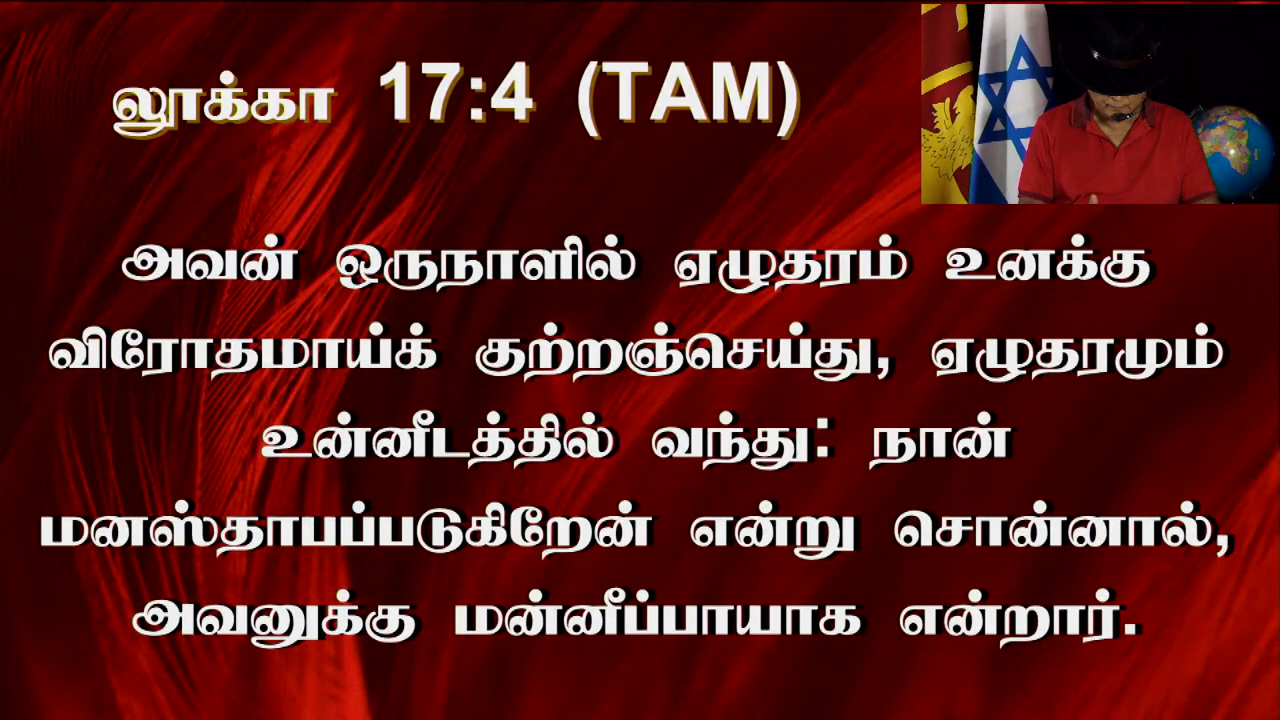 லூக்கா 17:4 (TAM)
அவன் ஒருநாளில் ஏழுதரம் உனக்கு
விரோதமாய்க் குற்றஞ்செய்து, ஏழுதரமும்
உன்னீடத்தில் வந்து: நான்
மனஸ்தாபப்படுகிறேன் என்று சொன்னால்,
அவனுக்கு மன்னீப்பாயாக என்றார்.